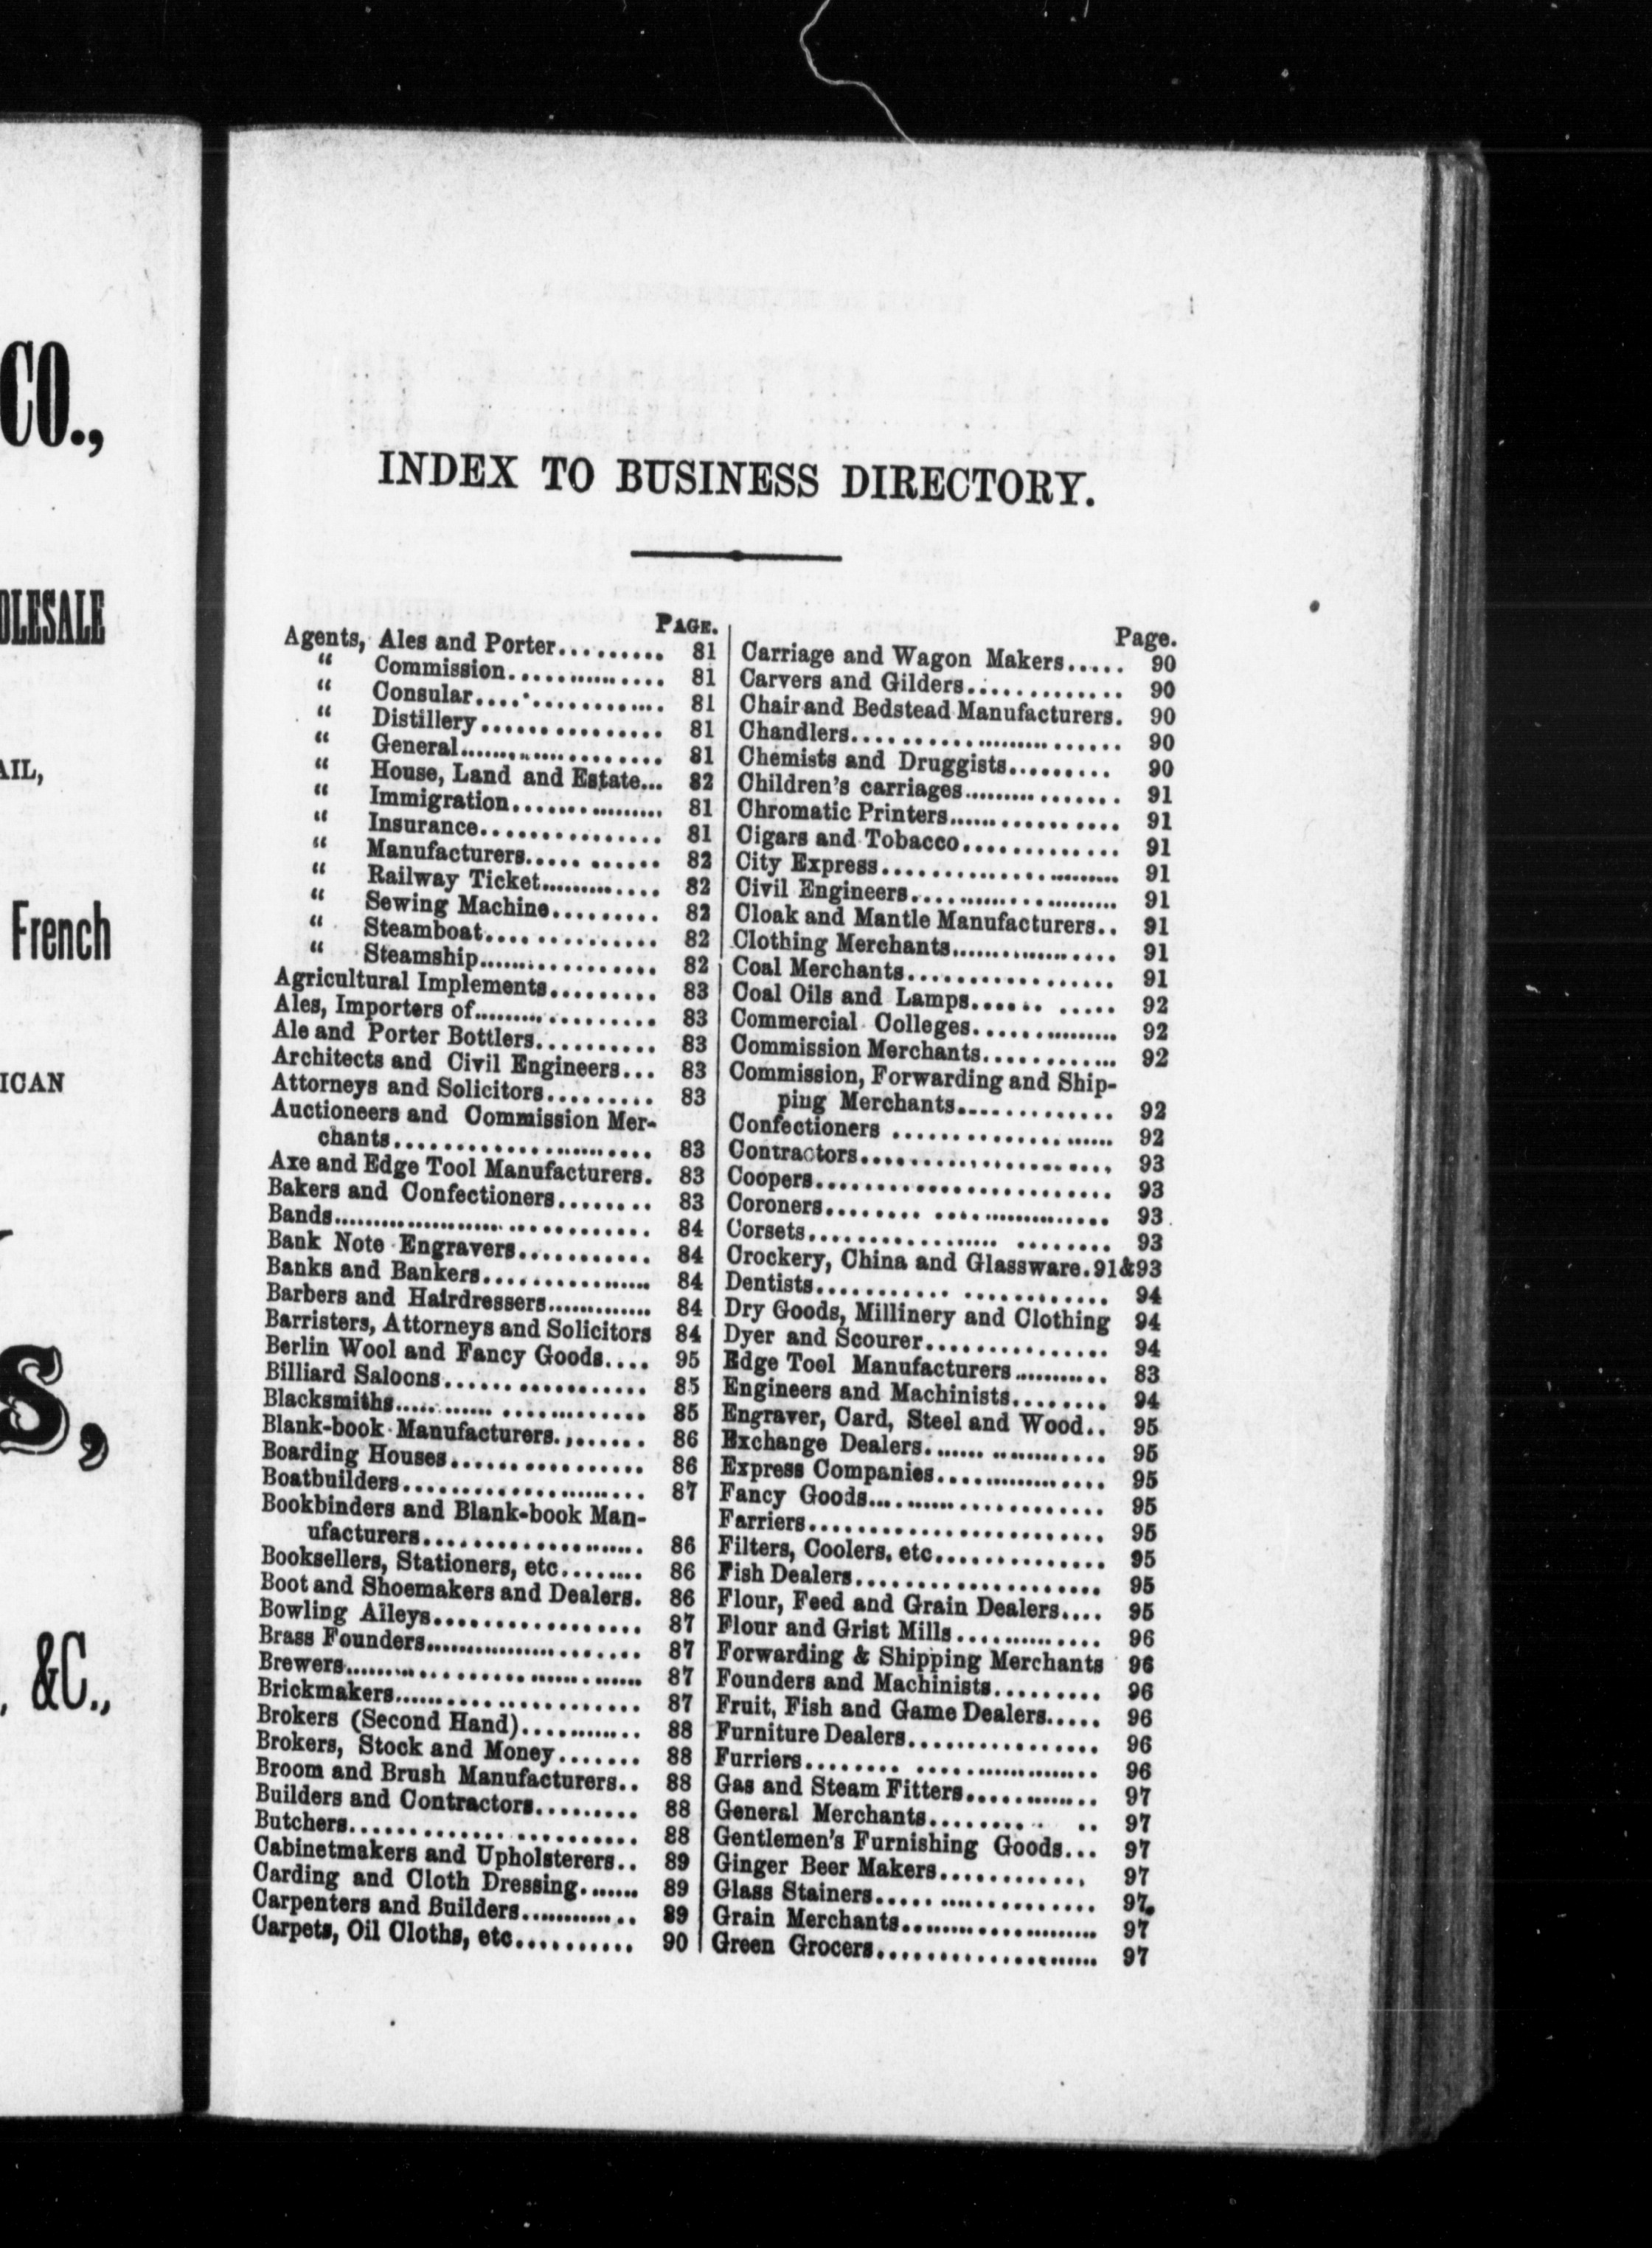 CO.,
OLESALE
AIL,
French
ICAN
S,
, &C.,
INDEX TO BUSINESS DIRECTORY.
PAGE.
Agents, Ales and Porter......... 81
“ Commission............... 81
“ Consular.................. 81
“ Distillery............... 81
“ General.................. 81
“ House, Land and Estate... 82
“ Immigration............... 81
“ Insurance............... 81
“ Manufacturers..... ...... 82
“ Railway Ticket............ 82
“ Sewing Machine......... 82
“ Steamboat............... 82
“ Steamship................. 82
Agricultural Implements......... 83
Ales, Importers of.................. 83
Ale and Porter Bottlers.......... 83
Architects and Civil Engineers... 83
Attorneys and Solicitors......... 83
Auctioneers and Commission Mer-
chants.......................... 83
Axe and Edge Tool Manufacturers. 83
Bakers and Confectioners........ 83
Bands.................................. 84
Bank Note Engravers........... 84
Banks and Bankers................ 84
Barbers and Hairdressers............. 84
Barristers, Attorneys and Solicitors 84
Berlin Wool and Fancy Goods.... 95
Billiard Saloons.................. 85
Blacksmiths............ ............ 85
Blank-book Manufacturers. ,...... 86
Boarding Houses................ 86
Boatbuilders........................ 87
Bookbinders and Blank-book Man-
ufacturers...................... 86
Booksellers, Stationers, etc........ 86
Boot and Shoemakers and Dealers. 86
Bowling Alleys................. 87
Brass Founders....................... 87
Brewers................................ 87
Brickmakers....................... 87
Brokers (Second Hand)............ 88
Brokers, Stock and Money....... 88
Broom and Brush Manufacturers.. 88
Builders and Contractors......... 88
Butchers.......................... 88
Cabinetmakers and Upholsterers.. 89
Carding and Cloth Dressing....... 89
Carpenters and Builders............. 89
Carpets, Oil Cloths, etc.......... 90
Page.
Carriage and Wagon Makers..... 90
Carvers and Gilders............. 90
Chair and Bedstead Manufacturers. 90
Chandlers......................... 90
Chemists and Druggists......... 90
Children's carriages................ 91
Chromatic Printers................ 91
Cigars and Tobacco............. 91
City Express......................... 91
Civil Engineers...................... 91
Cloak and Mantle Manufacturers.. 91
Clothing Merchants................... 91
Coal Merchants................. 91
Coal Oils and Lamps...... ..... 92
Commercial Colleges............... 92
Commission Merchants............ 92
Commission, Forwarding and Ship-
ping Merchants............. 92
Confectioners .................... 92
Contractors....................... 93
Coopers......................... 93
Coroners........ ................. 93
Corsets................. ........ 93
Crockery, China and Glassware.91&93
Dentists........... ............ 94
Dry Goods, Millinery and Clothing 94
Dyer and Scourer............... 94
Edge Tool Manufacturers........... 83
Engineers and Machinists........ 94
Engraver, Card, Steel and Wood.. 95
Exchange Dealers....... ........... 95
Express Companies................. 95
Fancy Goods....................... 95
Farriers........................ 95
Filters, Coolers, etc.............. 95
Fish Dealers..................... 95
Flour, Feed and Grain Dealers.... 95
Flour and Grist Mills.............. 96
Forwarding & Shipping Merchants 96
Founders and Machinists......... 96
Fruit, Fish and Game Dealers..... 96
Furniture Dealers................ 96
Furriers........ ................... 96
Gas and Steam Fitters............. 97
General Merchants......... .. 97
Gentlemen's Furnishing Goods... 97
Ginger Beer Makers............ 97
Glass Stainers..... .............. 97
Grain Merchants...................... 97
Green Grocers....................... 97